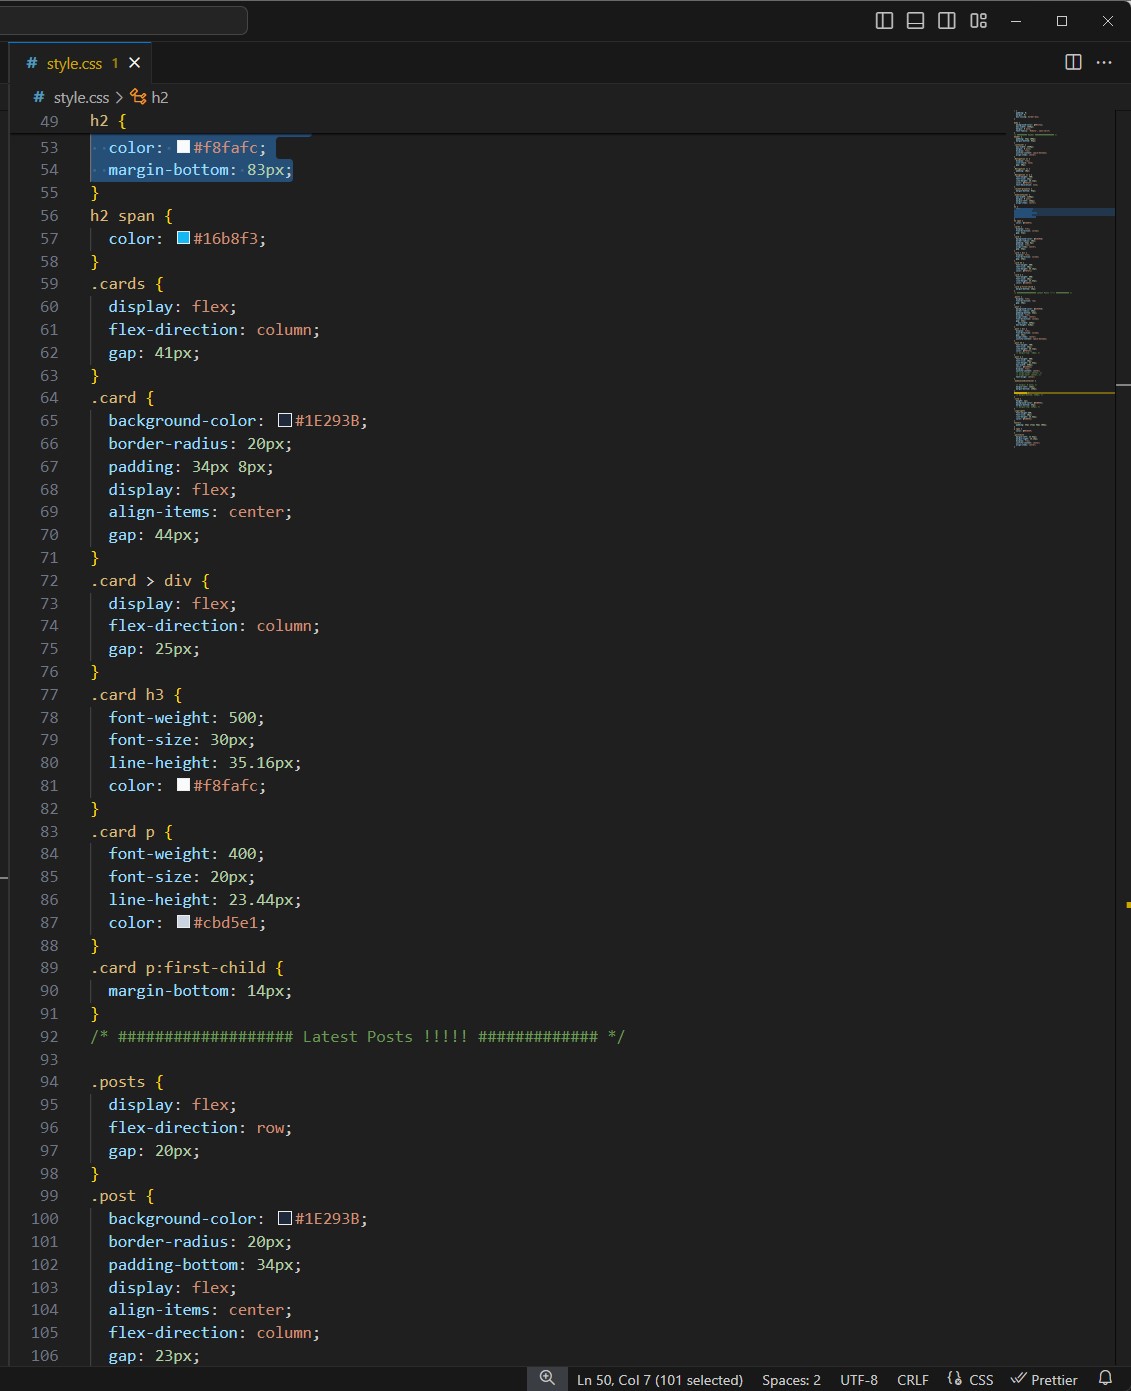 # style.css 1
# style.css > h2
49 h2 {
53 color: #f8fafc;
54 margin-bottom: 83px;
55 }
56 h2 span {
57 color: #16b8f3;
58 }
59 .cards {
60 display: flex;
61 flex-direction: column;
62 gap: 41px;
63 }
64 .card {
65 background-color: #1E293B;
66 border-radius: 20px;
67 padding: 34px 8px;
68 display: flex;
69 align-items: center;
70 gap: 44px;
71 }
72 .card > div {
73 display: flex;
74 flex-direction: column;
75 gap: 25px;
76 }
77 .card h3 {
78 font-weight: 500;
79 font-size: 30px;
80 line-height: 35.16px;
81 color: #f8fafc;
82 }
83 .card p {
84 font-weight: 400;
85 font-size: 20px;
86 line-height: 23.44px;
87 color: #cbd5e1;
88 }
89 .card p:first-child {
90 margin-bottom: 14px;
91 }
92 /* ################### Latest Posts !!!!! ############# */
93
94 .posts {
95 display: flex;
96 flex-direction: row;
97 gap: 20px;
98 }
99 .post {
100 background-color: #1E293B;
101 border-radius: 20px;
102 padding-bottom: 34px;
103 display: flex;
104 align-items: center;
105 flex-direction: column;
106 gap: 23px;
Ln 50, Col 7 (101 selected) Spaces: 2 UTF-8 CRLF CSS Prettier